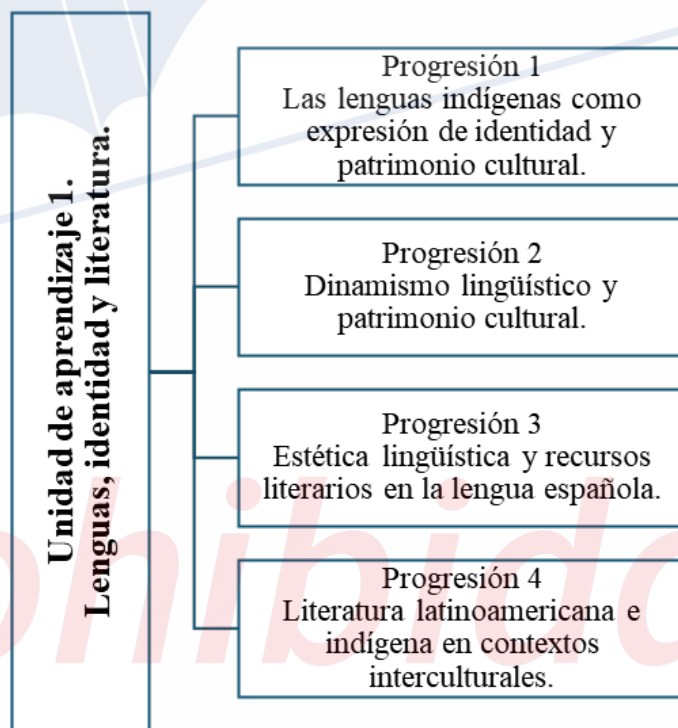 Unidad de aprendizaje 1.
Lenguas, identidad y literatura.
Progresión 1
Las lenguas indígenas como
expresión de identidad y
patrimonio cultural.
Progresión 2
Dinamismo lingüístico y
patrimonio cultural.
Progresión 3
Estética lingüística y recursos
literarios en la lengua española.
Progresión 4
Literatura latinoamericana e
indígena en contextos
interculturales.